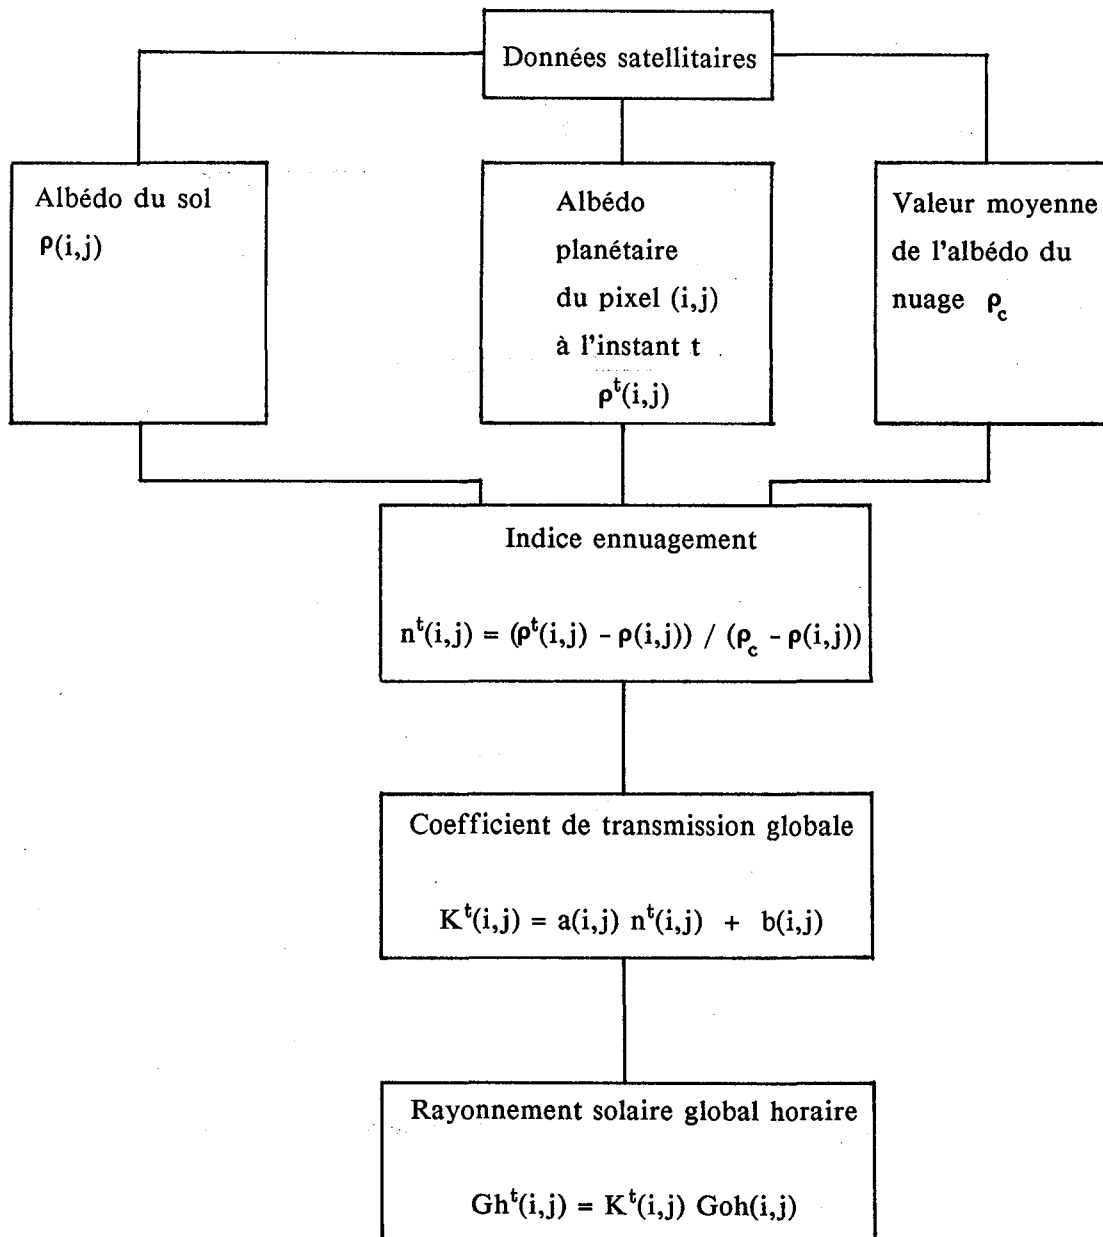 Données satellitaires
Albédo du sol
ρ(i,j)
Albédo
planétaire
du pixel (i,j)
à l'instant t
ρᵗ(i,j)
Valeur moyenne
de l'albédo du
nuage ρc
Indice ennuagement
nᵗ(i,j) = (ρᵗ(i,j) - ρ(i,j)) / (ρc - ρ(i,j))
Coefficient de transmission globale
Kᵗ(i,j) = a(i,j) nᵗ(i,j) + b(i,j)
Rayonnement solaire global horaire
Ghᵗ(i,j) = Kᵗ(i,j) Goh(i,j)